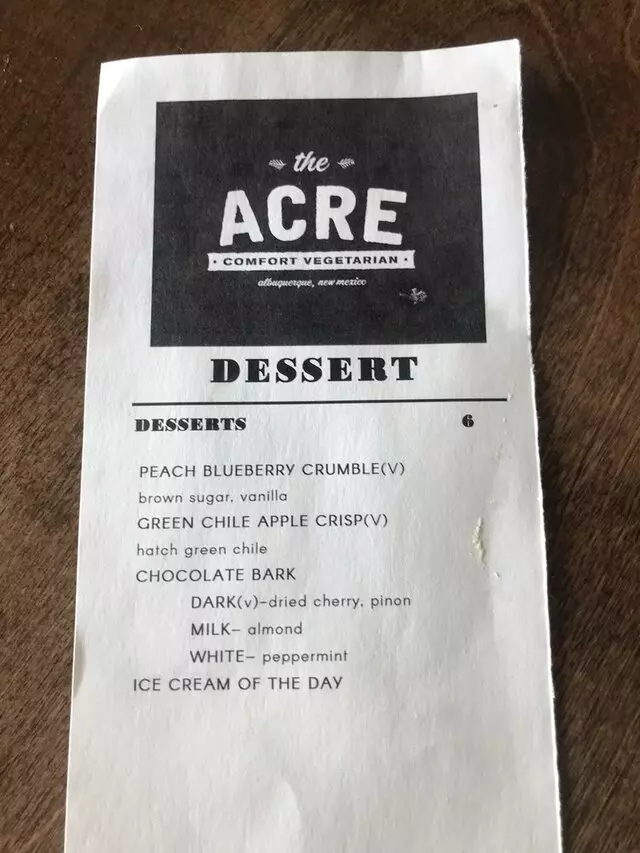 the
ACRE
• COMFORT VEGETARIAN •
albuquerque, new mexico
DESSERT
DESSERTS 6
PEACH BLUEBERRY CRUMBLE(V)
brown sugar, vanilla
GREEN CHILE APPLE CRISP(V)
hatch green chile
CHOCOLATE BARK
DARK(v)-dried cherry, pinon
MILK- almond
WHITE- peppermint
ICE CREAM OF THE DAY